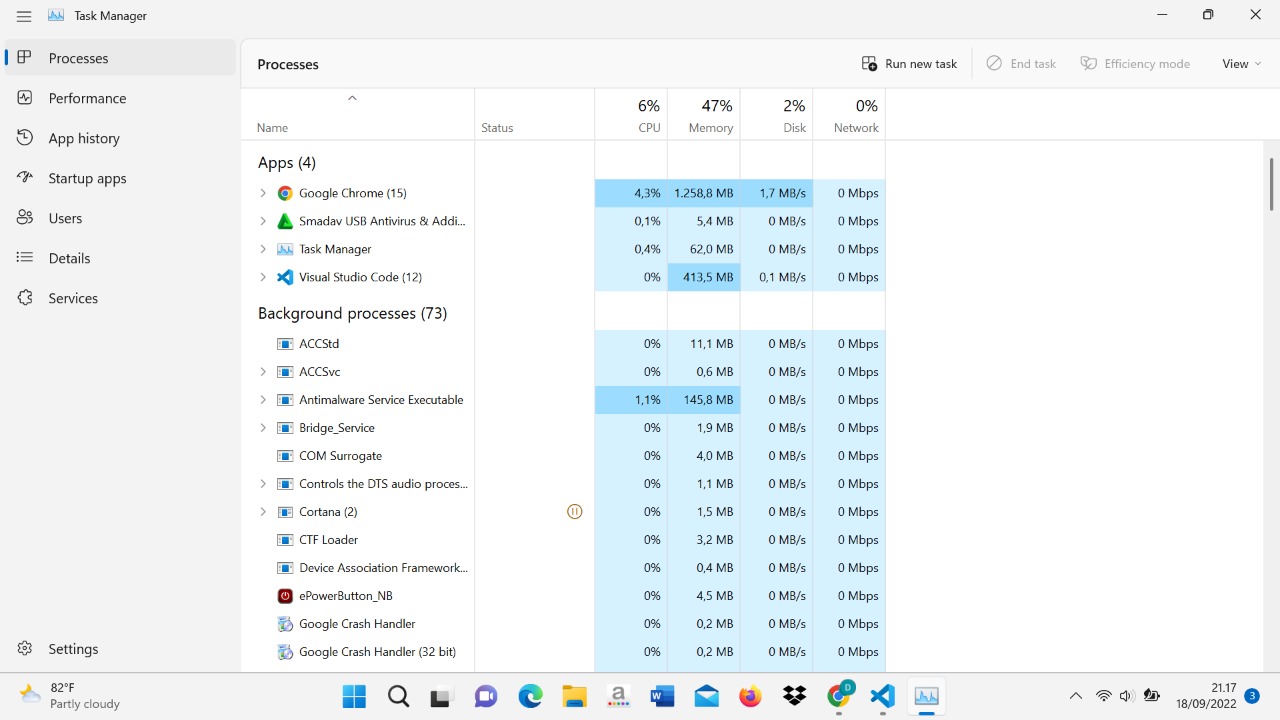 Task Manager
Processes
Performance
App history
Startup apps
Users
Details
Services
Settings
Processes
Run new task
End task
Efficiency mode
View
6% 47% 2% 0%
Name Status CPU Memory Disk Network
Apps (4)
Google Chrome (15) 4,3% 1.258,8 MB 1,7 MB/s 0 Mbps
Smadav USB Antivirus & Addi... 0,1% 5,4 MB 0 MB/s 0 Mbps
Task Manager 0,4% 62,0 MB 0 MB/s 0 Mbps
Visual Studio Code (12) 0% 413,5 MB 0,1 MB/s 0 Mbps
Background processes (73)
ACCStd 0% 11,1 MB 0 MB/s 0 Mbps
ACCSvc 0% 0,6 MB 0 MB/s 0 Mbps
Antimalware Service Executable 1,1% 145,8 MB 0 MB/s 0 Mbps
Bridge_Service 0% 1,9 MB 0 MB/s 0 Mbps
COM Surrogate 0% 4,0 MB 0 MB/s 0 Mbps
Controls the DTS audio proces... 0% 1,1 MB 0 MB/s 0 Mbps
Cortana (2) 0% 1,5 MB 0 MB/s 0 Mbps
CTF Loader 0% 3,2 MB 0 MB/s 0 Mbps
Device Association Framework... 0% 0,4 MB 0 MB/s 0 Mbps
ePowerButton_NB 0% 4,5 MB 0 MB/s 0 Mbps
Google Crash Handler 0% 0,2 MB 0 MB/s 0 Mbps
Google Crash Handler (32 bit) 0% 0,2 MB 0 MB/s 0 Mbps
82°F
Partly cloudy
a
W
D
21.17
18/09/2022
3